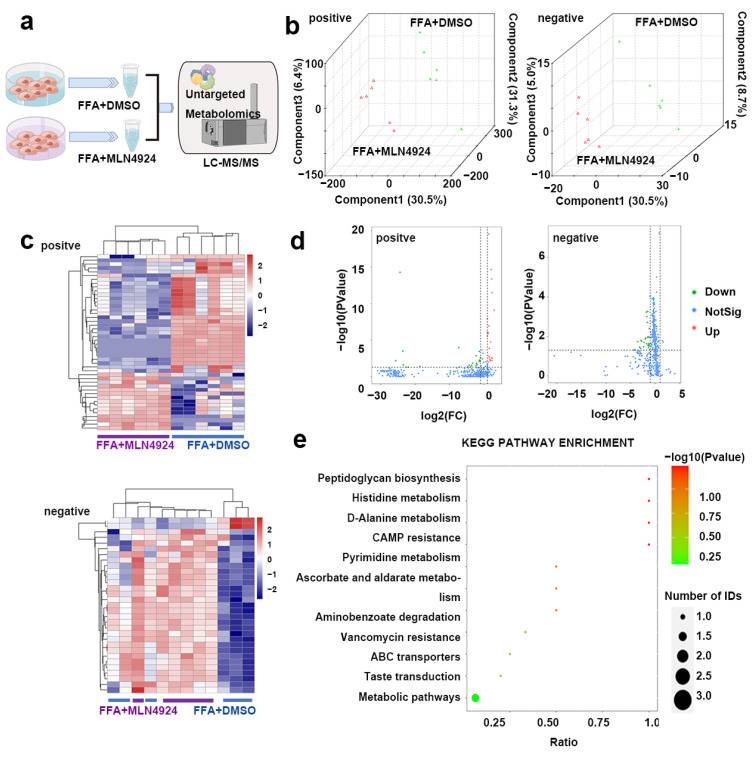 a
FFA+DMSO
FFA+MLN4924
Untargeted
Metabolomics
LC-MS/MS
b
positive
FFA+DMSO
FFA+MLN4924
Component3 (6.4%)
100
0
−150
−200
0
200
Component1 (30.5%)
−200
0
300
Component2 (31.3%)
negative
FFA+DMSO
FFA+MLN4924
Component3 (5.0%)
15
0
−10
−20
0
30
Component1 (30.5%)
−10
0
15
Component2 (8.7%)
c
positve
2
1
0
−1
−2
FFA+MLN4924
FFA+DMSO
negative
2
1
0
−1
−2
FFA+MLN4924
FFA+DMSO
d
positve
−log10(PValue)
20
15
10
5
0
−30
−20
−10
0
log2(FC)
negative
−log10(PValue)
6
4
2
0
−20
−15
−10
−5
0
5
log2(FC)
Down
NotSig
Up
e
KEGG PATHWAY ENRICHMENT
Peptidoglycan biosynthesis
Histidine metabolism
D-Alanine metabolism
CAMP resistance
Pyrimidine metabolism
Ascorbate and aldarate metabo-
lism
Aminobenzoate degradation
Vancomycin resistance
ABC transporters
Taste transduction
Metabolic pathways
0.25
0.50
0.75
1.0
Ratio
−log10(Pvalue)
1.00
0.75
0.50
0.25
Number of IDs
1.0
1.5
2.0
2.5
3.0